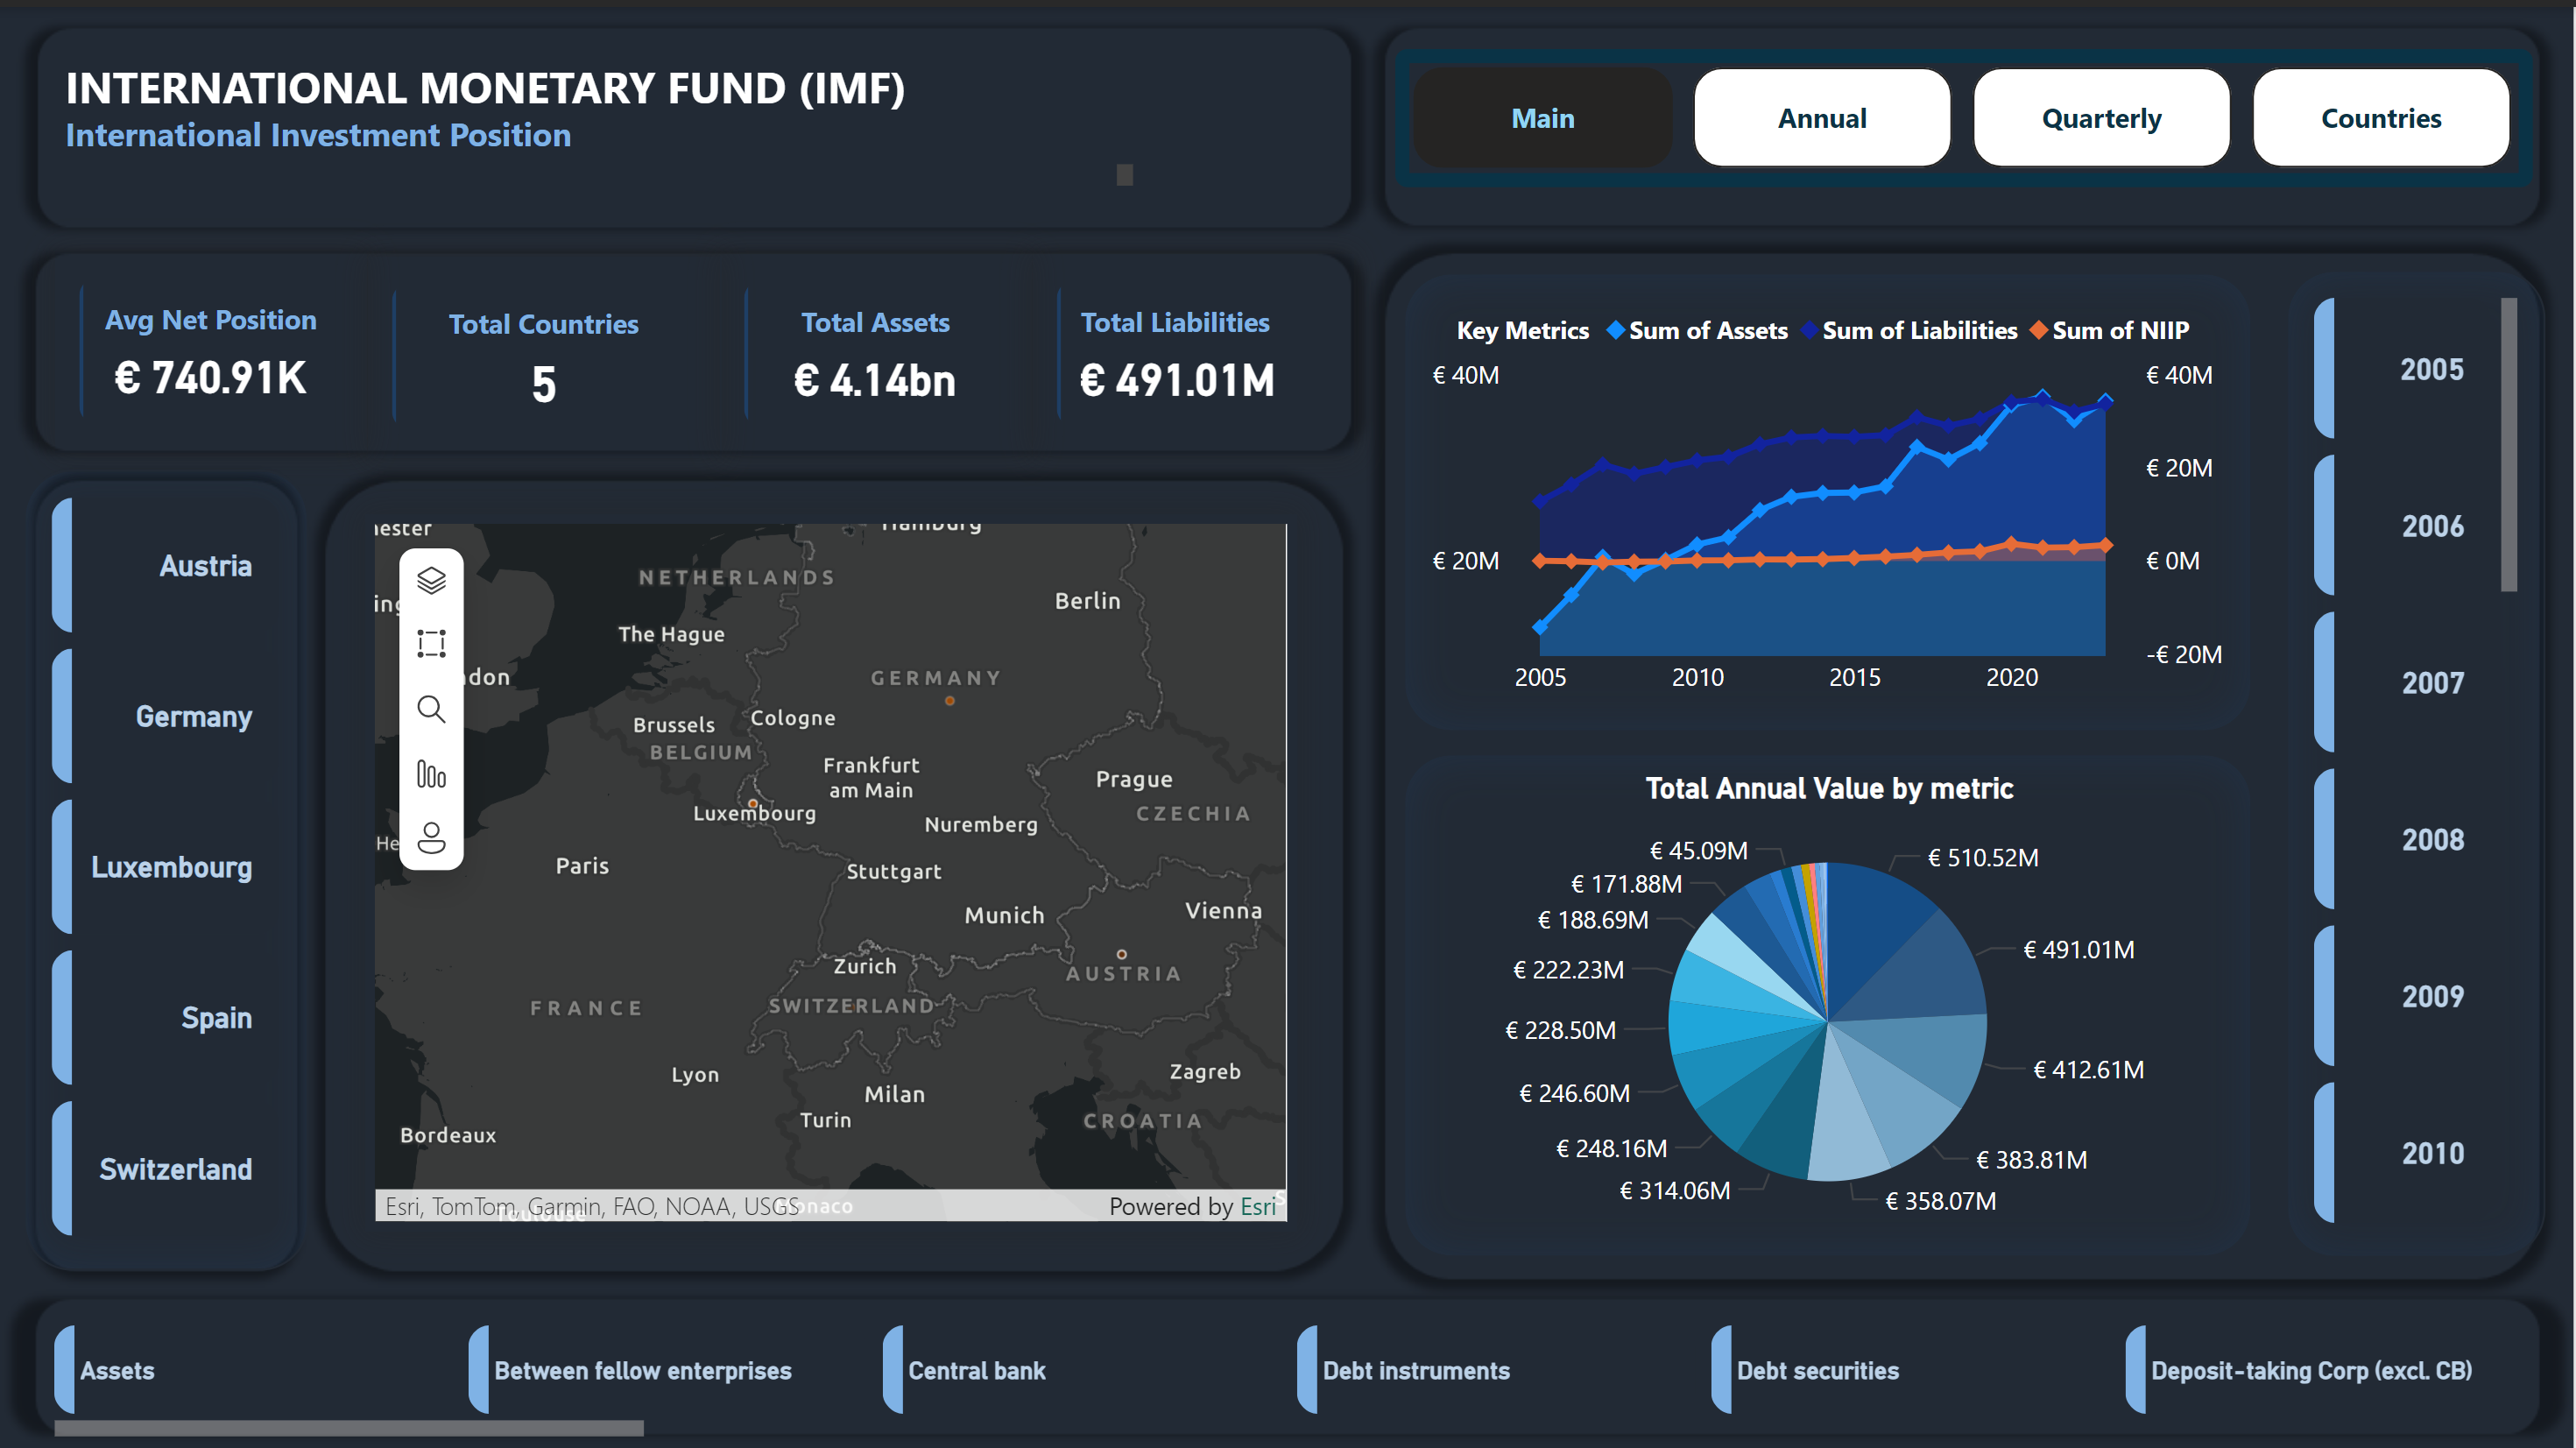 INTERNATIONAL MONETARY FUND (IMF)
International Investment Position
Main
Annual
Quarterly
Countries
Avg Net Position
€ 740.91K
Total Countries
5
Total Assets
€ 4.14bn
Total Liabilities
€ 491.01M
Austria
Germany
Luxembourg
Spain
Switzerland
NETHERLANDS
Berlin
The Hague
GERMANY
Brussels
Cologne
BELGIUM
Frankfurt
am Main
Prague
Luxembourg
CZECHIA
Nuremberg
Paris
Stuttgart
Munich
Vienna
Zurich
AUSTRIA
SWITZERLAND
FRANCE
Lyon
Zagreb
Milan
Turin
CROATIA
Bordeaux
Esri, TomTom, Garmin, FAO, NOAA, USGS
Powered by Esri
Key Metrics Sum of Assets Sum of Liabilities Sum of NIIP
€ 40M
€ 20M
€ 40M
€ 20M
€ 0M
-€ 20M
2005
2010
2015
2020
Total Annual Value by metric
€ 45.09M
€ 510.52M
€ 171.88M
€ 188.69M
€ 491.01M
€ 222.23M
€ 228.50M
€ 412.61M
€ 246.60M
€ 248.16M
€ 383.81M
€ 314.06M
€ 358.07M
2005
2006
2007
2008
2009
2010
Assets
Between fellow enterprises
Central bank
Debt instruments
Debt securities
Deposit-taking Corp (excl. CB)